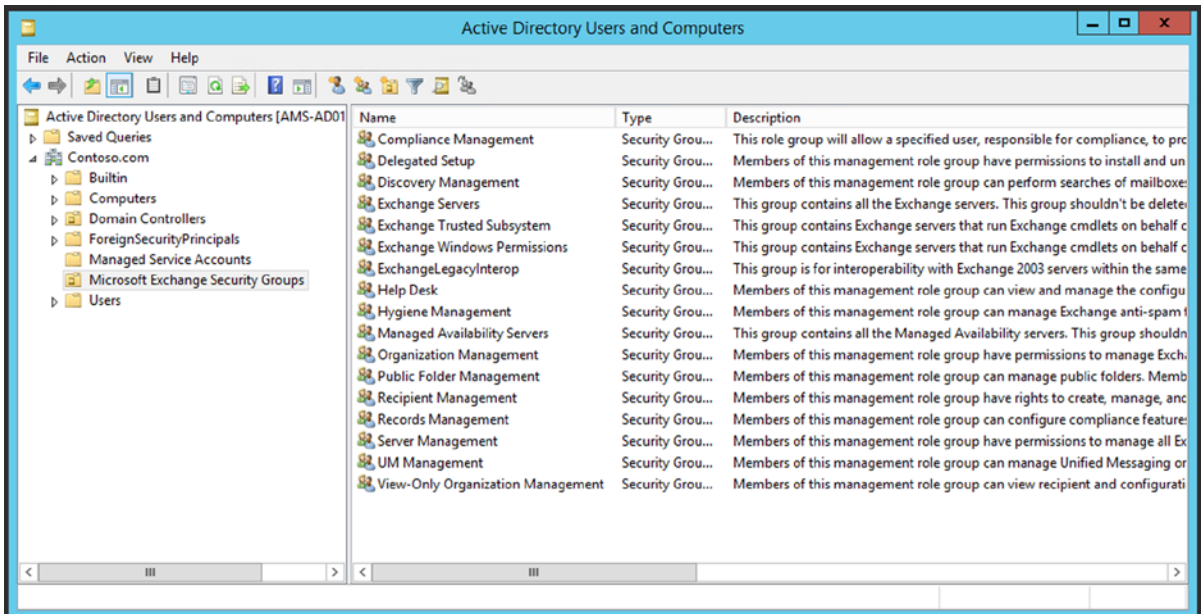 Active Directory Users and Computers
File Action View Help
Active Directory Users and Computers [AMS-AD01
Saved Queries
Contoso.com
Builtin
Computers
Domain Controllers
ForeignSecurityPrincipals
Managed Service Accounts
Microsoft Exchange Security Groups
Users
Name Type Description
Compliance Management Security Grou... This role group will allow a specified user, responsible for compliance, to prc
Delegated Setup Security Grou... Members of this management role group have permissions to install and un
Discovery Management Security Grou... Members of this management role group can perform searches of mailboxes
Exchange Servers Security Grou... This group contains all the Exchange servers. This group shouldn't be delete
Exchange Trusted Subsystem Security Grou... This group contains Exchange servers that run Exchange cmdlets on behalf c
Exchange Windows Permissions Security Grou... This group contains Exchange servers that run Exchange cmdlets on behalf c
ExchangeLegacyInterop Security Grou... This group is for interoperability with Exchange 2003 servers within the same
Help Desk Security Grou... Members of this management role group can view and manage the configu
Hygiene Management Security Grou... Members of this management role group can manage Exchange anti-spam f
Managed Availability Servers Security Grou... This group contains all the Managed Availability servers. This group shouldn
Organization Management Security Grou... Members of this management role group have permissions to manage Exch
Public Folder Management Security Grou... Members of this management role group can manage public folders. Memb
Recipient Management Security Grou... Members of this management role group have rights to create, manage, and
Records Management Security Grou... Members of this management role group can configure compliance features
Server Management Security Grou... Members of this management role group have permissions to manage all Ex
UM Management Security Grou... Members of this management role group can manage Unified Messaging or
View-Only Organization Management Security Grou... Members of this management role group can view recipient and configurati